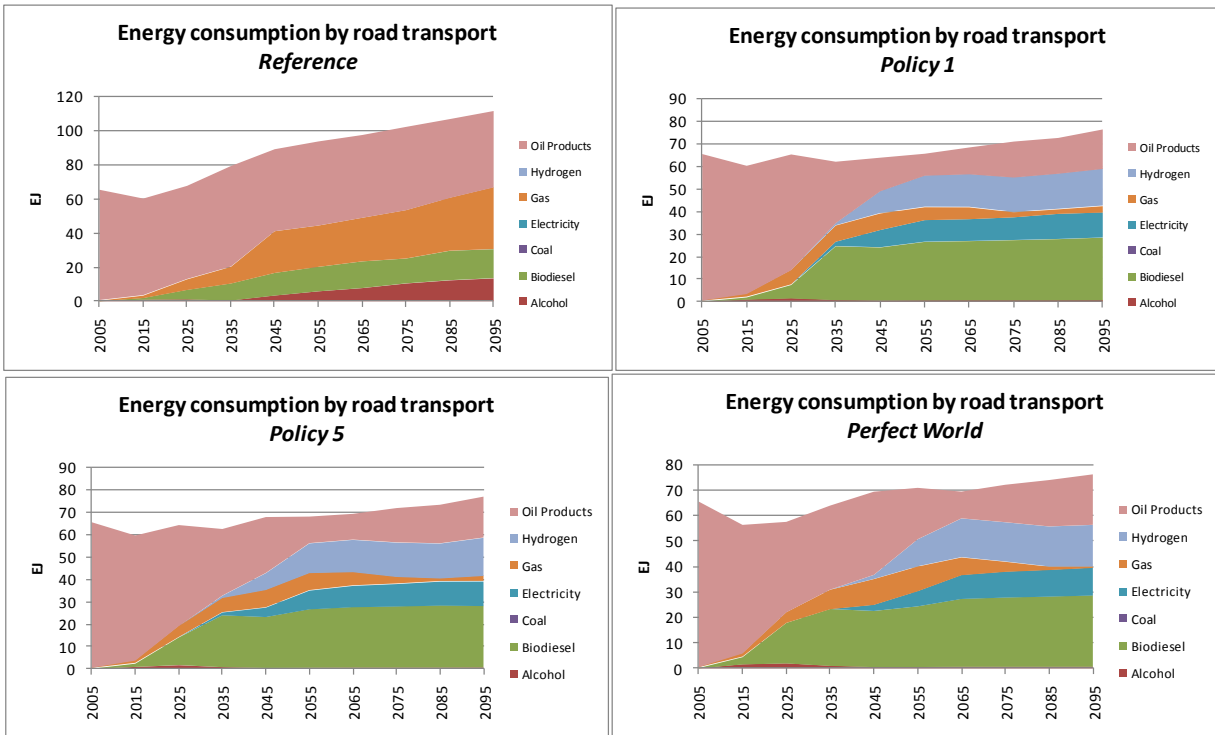 Energy consumption by road transport
Reference
EJ
120
100
80
60
40
20
0
2005
2015
2025
2035
2045
2055
2065
2075
2085
2095
Oil Products
Hydrogen
Gas
Electricity
Coal
Biodiesel
Alcohol
Energy consumption by road transport
Policy 1
EJ
90
80
70
60
50
40
30
20
10
0
2005
2015
2025
2035
2045
2055
2065
2075
2085
2095
Oil Products
Hydrogen
Gas
Electricity
Coal
Biodiesel
Alcohol
Energy consumption by road transport
Policy 5
EJ
90
80
70
60
50
40
30
20
10
0
2005
2015
2025
2035
2045
2055
2065
2075
2085
2095
Oil Products
Hydrogen
Gas
Electricity
Coal
Biodiesel
Alcohol
Energy consumption by road transport
Perfect World
EJ
80
70
60
50
40
30
20
10
0
2005
2015
2025
2035
2045
2055
2065
2075
2085
2095
Oil Products
Hydrogen
Gas
Electricity
Coal
Biodiesel
Alcohol